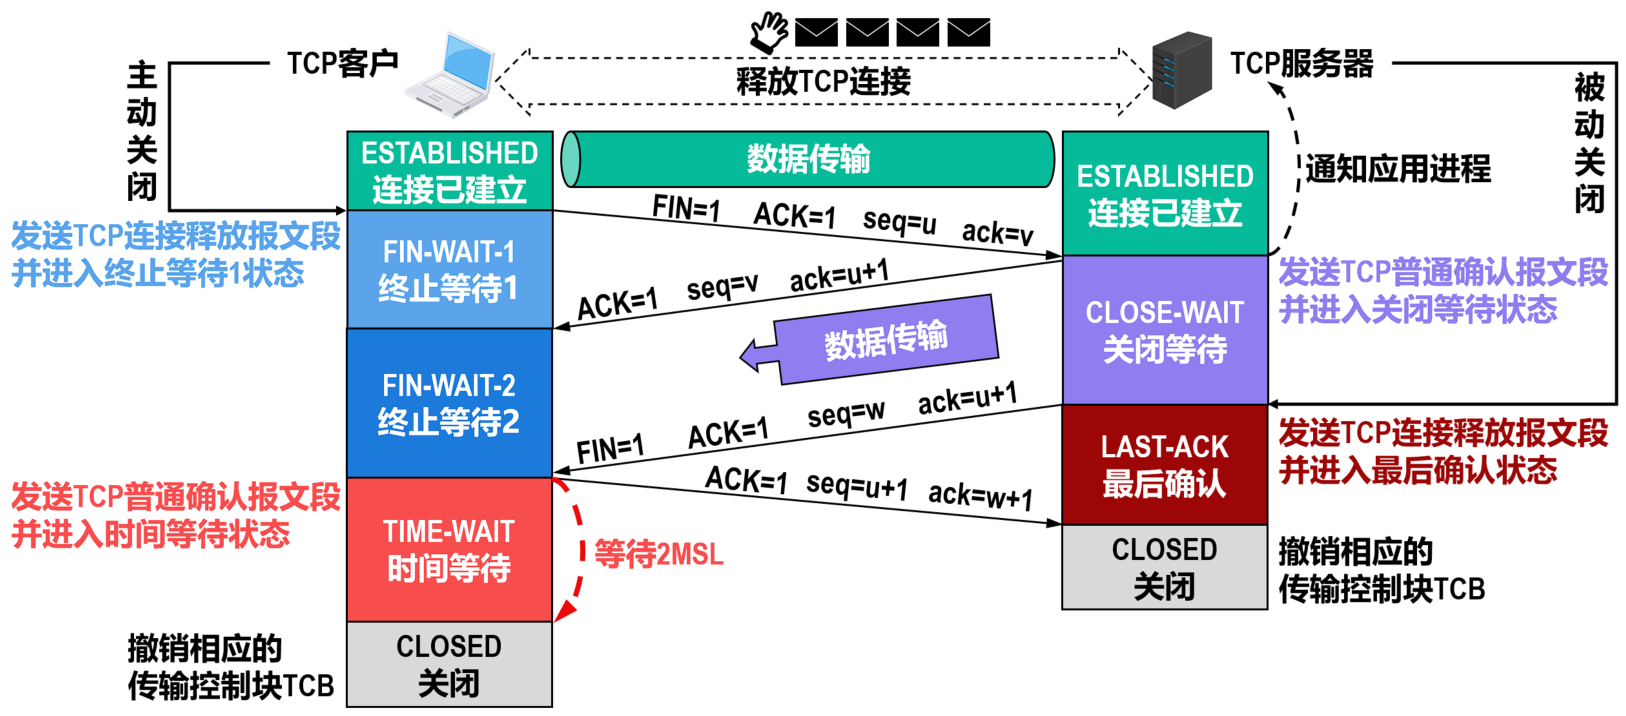 TCP客户
释放TCP连接
TCP服务器
主动关闭
被动关闭
ESTABLISHED
连接已建立
数据传输
ESTABLISHED
连接已建立
通知应用进程
FIN=1 ACK=1 seq=u ack=v
发送TCP连接释放报文段
并进入终止等待1状态
FIN-WAIT-1
终止等待1
ACK=1 seq=v ack=u+1
发送TCP普通确认报文段
并进入关闭等待状态
CLOSE-WAIT
关闭等待
数据传输
FIN-WAIT-2
终止等待2
FIN=1 ACK=1 seq=w ack=u+1
LAST-ACK
最后确认
发送TCP连接释放报文段
并进入最后确认状态
ACK=1 seq=u+1 ack=w+1
发送TCP普通确认报文段
并进入时间等待状态
TIME-WAIT
时间等待
等待2MSL
CLOSED
关闭
撤销相应的
传输控制块TCB
撤销相应的
传输控制块TCB
CLOSED
关闭